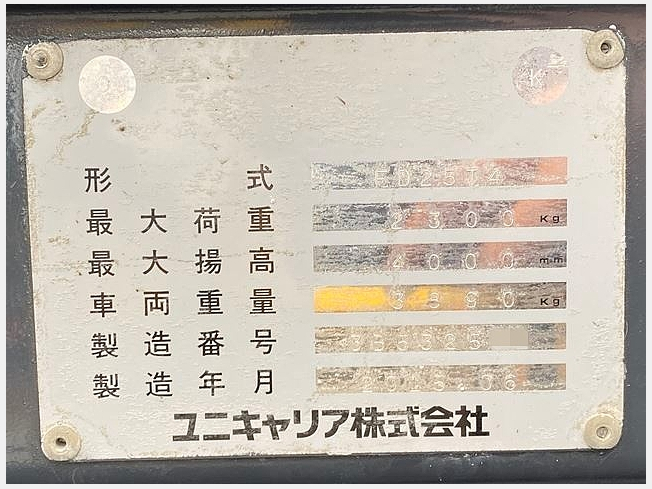 形式 FD25T4
最大荷重 2300 Kg
最大揚高 4000 mm
車両重量 3590 Kg
製造番号
製造年月
ユニキャリア株式会社